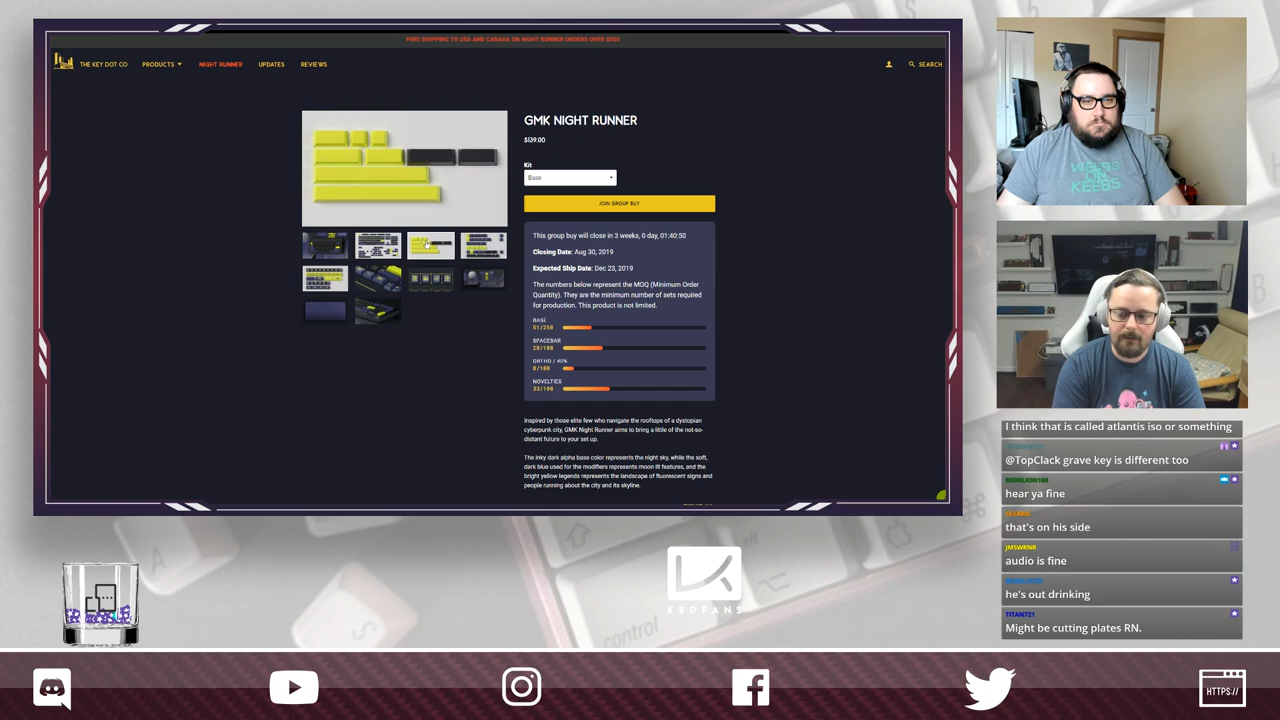 FREE SHIPPING TO USA AND CANADA ON NIGHT RUNNER ORDERS OVER $200
THE KEY DOT CO
PRODUCTS
NIGHT RUNNER
UPDATES
REVIEWS
SEARCH
GMK NIGHT RUNNER
$139.00
Kit
Base
JOIN GROUP BUY
This group buy will close in 3 weeks, 0 day, 01:40:50
Closing Date: Aug 30, 2019
Expected Ship Date: Dec 23, 2019
The numbers below represent the MOQ (Minimum Order
Quantity). They are the minimum number of sets required
for production. This product is not limited.
BASE
51/250
SPACEBAR
28/100
ORTHO / 40%
8/100
NOVELTIES
33/100
Inspired by those elite few who navigate the rooftops of a dystopian
cyberpunk city, GMK Night Runner aims to bring a little of the not-so-
distant future to your set up.
The inky dark alpha base color represents the night sky, while the soft,
dark blue used for the modifiers represents moon lit features, and the
bright yellow legends represents the landscape of fluorescent signs and
people running about the city and its skyline.
WEEBS
ON
KEEBS
I think that is called atlantis iso or something
@TopClack grave key is different too
hear ya fine
that's on his side
JMSWRNR
audio is fine
he's out drinking
TITAN721
Might be cutting plates RN.
KBDFANS
control
HTTPS://